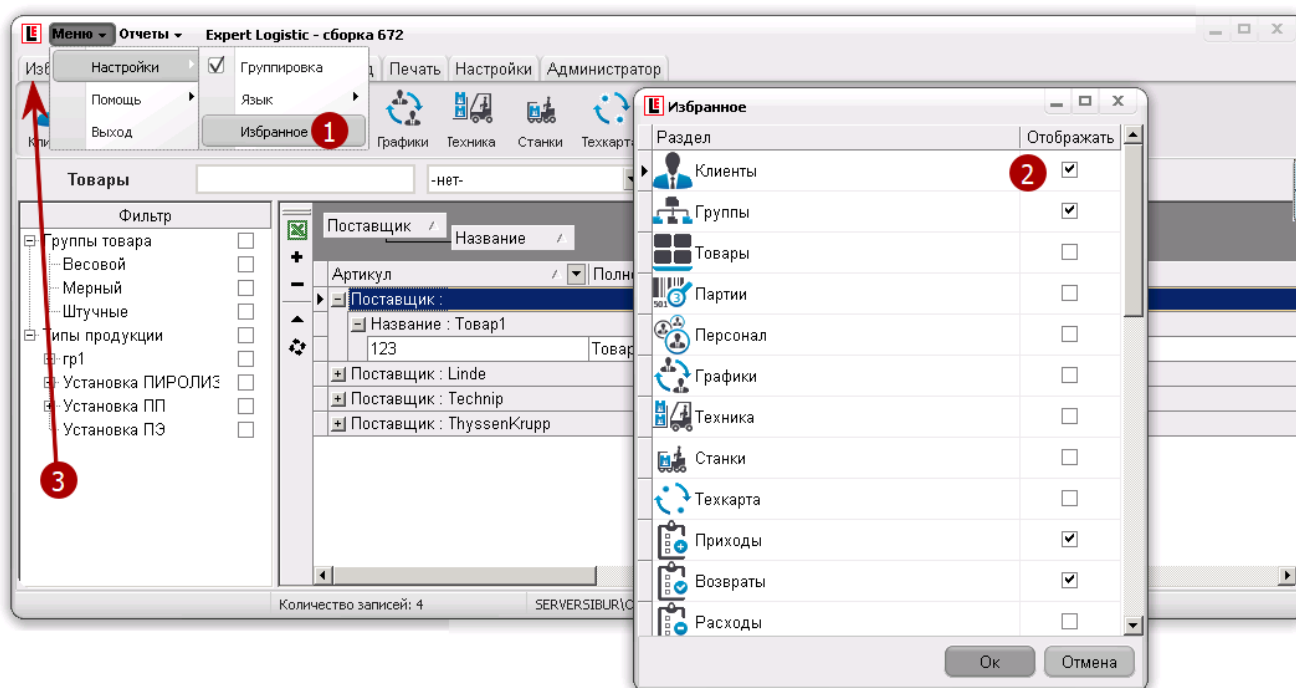 LE Меню Отчеты Expert Logistic - сборка 672
Настройки Группировка Печать Настройки Администратор
Помощь Язык
Выход Избранное 1 Графики Техника Станки
Товары -нет-
Фильтр
Группы товара
Весовой
Мерный
Штучные
Типы продукции
гр1
Установка ПИРОЛИЗ
Установка ПП
Установка ПЭ
3
Поставщик
Название
Артикул
Поставщик :
Название : Товар1
123
Поставщик : Linde
Поставщик : Technip
Поставщик : ThyssenKrupp
Количество записей: 4
LE Избранное
Раздел Отображать
Клиенты 2
Группы
Товары
Партии
Персонал
Графики
Техника
Станки
Техкарта
Приходы
Возвраты
Расходы
Ок Отмена